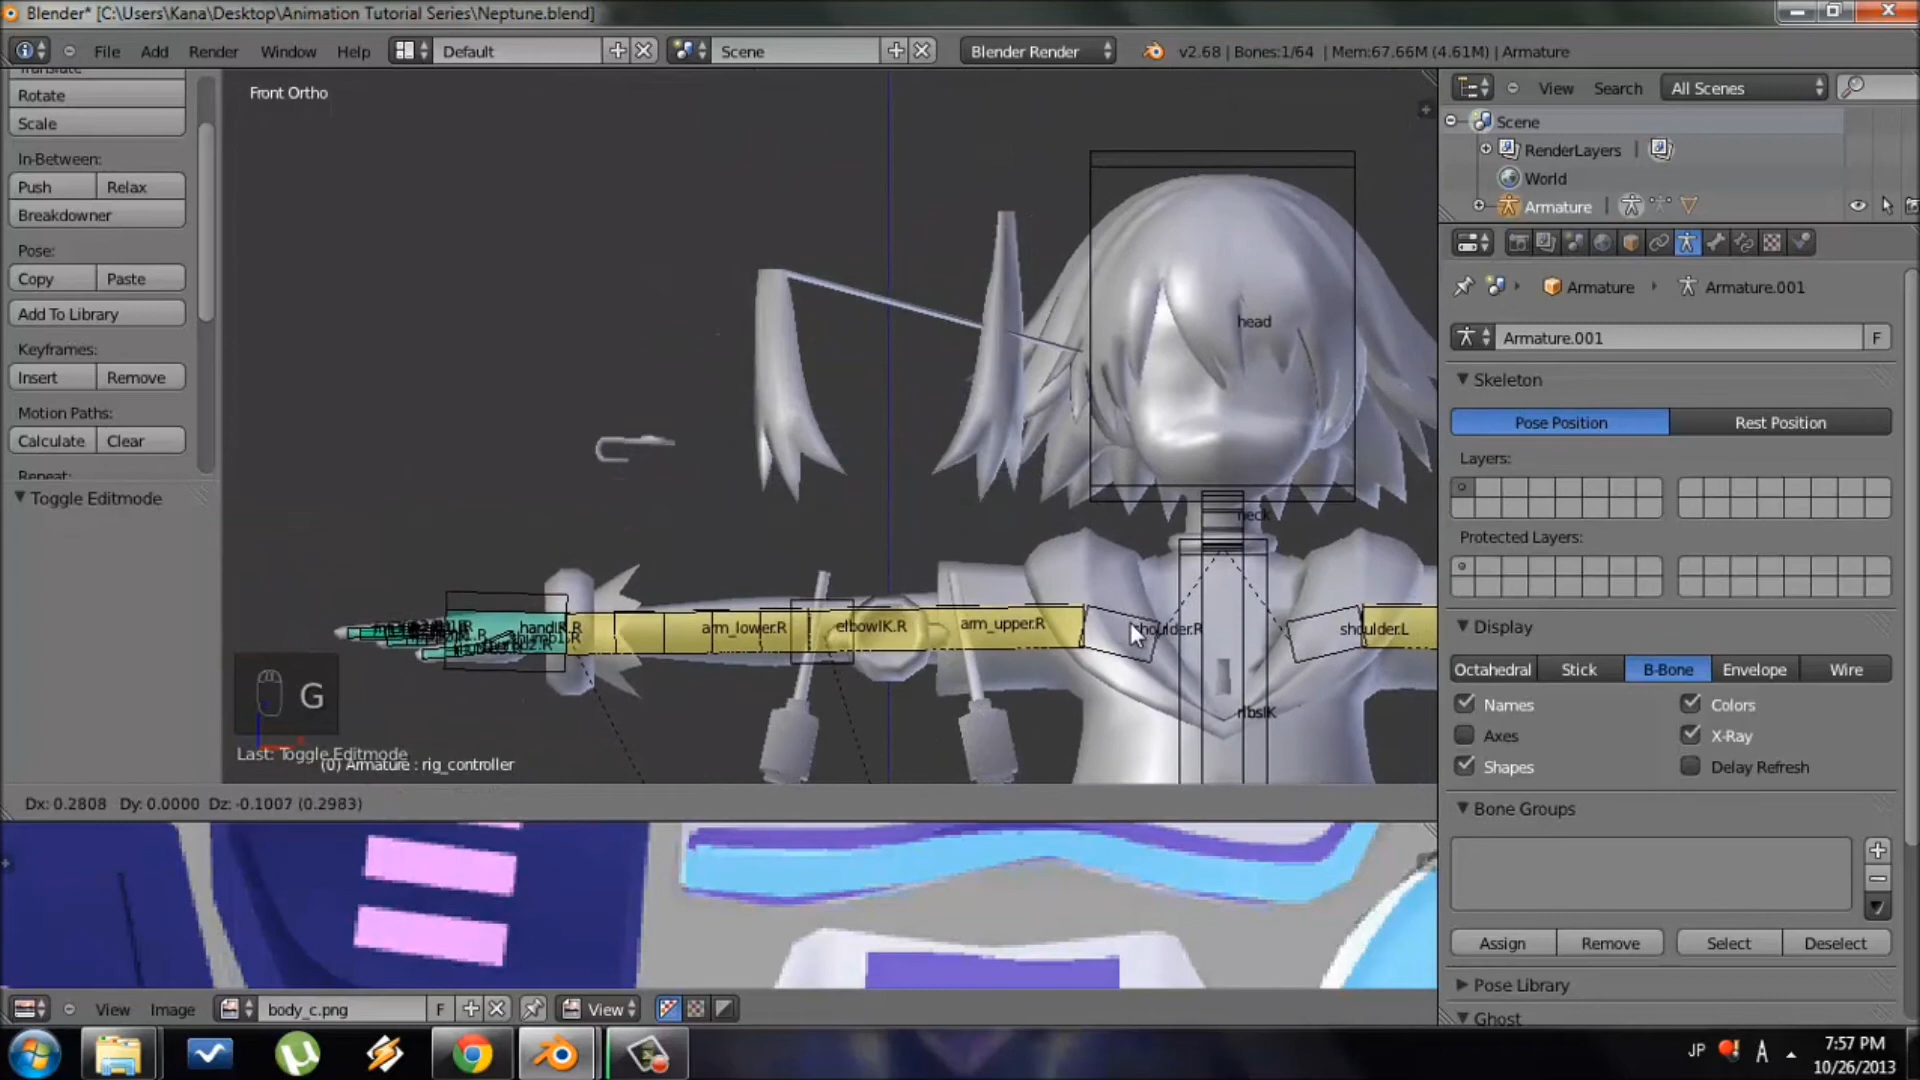 Blender* [C:\Users\Kana\Desktop\Animation Tutorial Series\Neptune.blend]
File Add Render Window Help Default Scene Blender Render v2.68 | Bones:1/64 | Mem:67.66M (4.61M) | Armature
Translate
Rotate
Scale
In-Between:
Push Relax
Breakdowner
Pose:
Copy Paste
Add To Library
Keyframes:
Insert Remove
Motion Paths:
Calculate Clear
Repeat:
Toggle Editmode
Front Ortho
head
neck
handIK.R
arm_lower.R
elbowIK.R
arm_upper.R
shoulder.R
shoulder.L
ribsIK
G
Last: Toggle Editmode
(0) Armature : rig_controller
Dx: 0.2808 Dy: 0.0000 Dz: -0.1007 (0.2983)
View Search All Scenes
Scene
RenderLayers |
World
Armature |
Armature Armature.001
Armature.001 F
Skeleton
Pose Position Rest Position
Layers:
Protected Layers:
Display
Octahedral Stick B-Bone Envelope Wire
Names Colors
Axes X-Ray
Shapes Delay Refresh
Bone Groups
Assign Remove Select Deselect
Pose Library
Ghost
View Image body_c.png F View
JP A 7:57 PM
10/26/2013